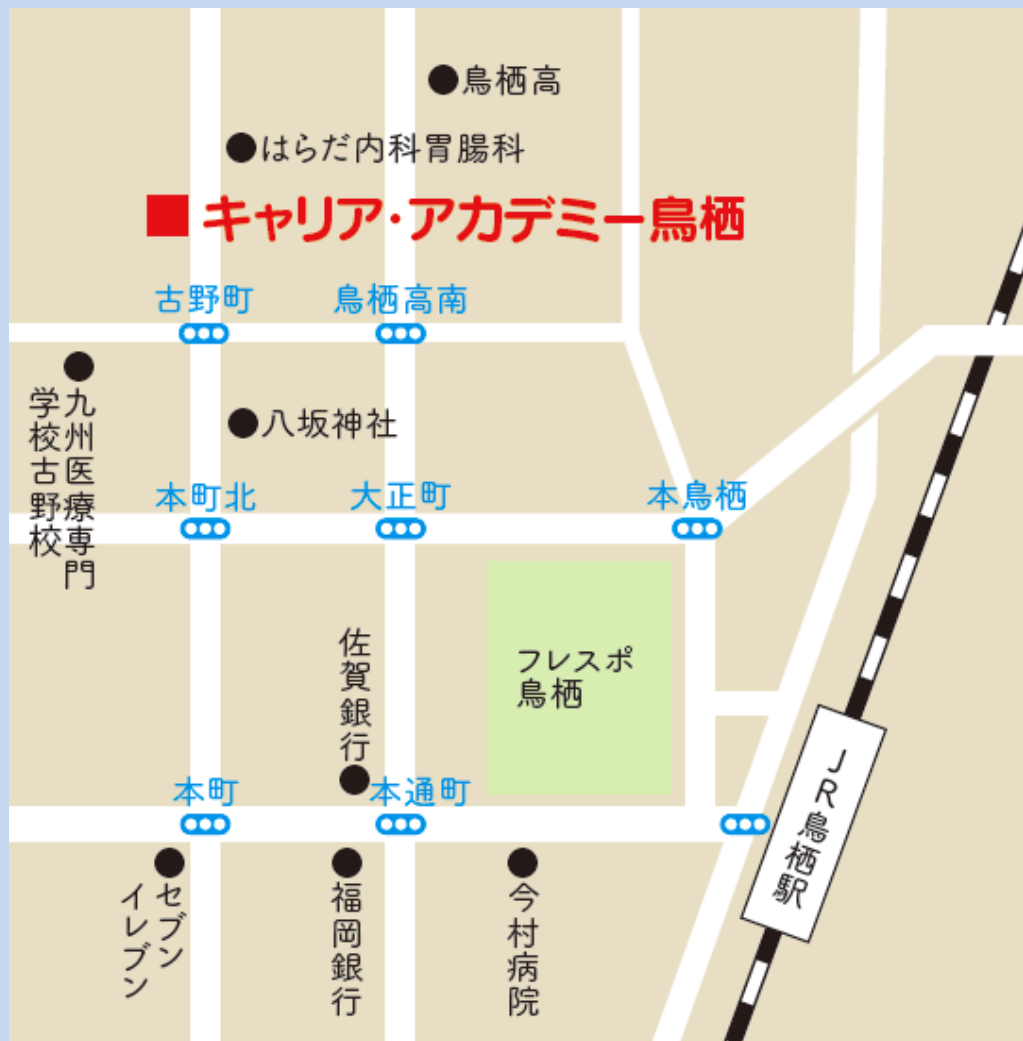 鳥栖高
はらだ内科胃腸科
キャリア・アカデミー鳥栖
古野町
鳥栖高南
九州医療専門
学校古野校
八坂神社
本町北
大正町
本鳥栖
佐賀銀行
フレスポ
鳥栖
JR鳥栖駅
本町
本通町
セブン
イレブン
福岡銀行
今村病院